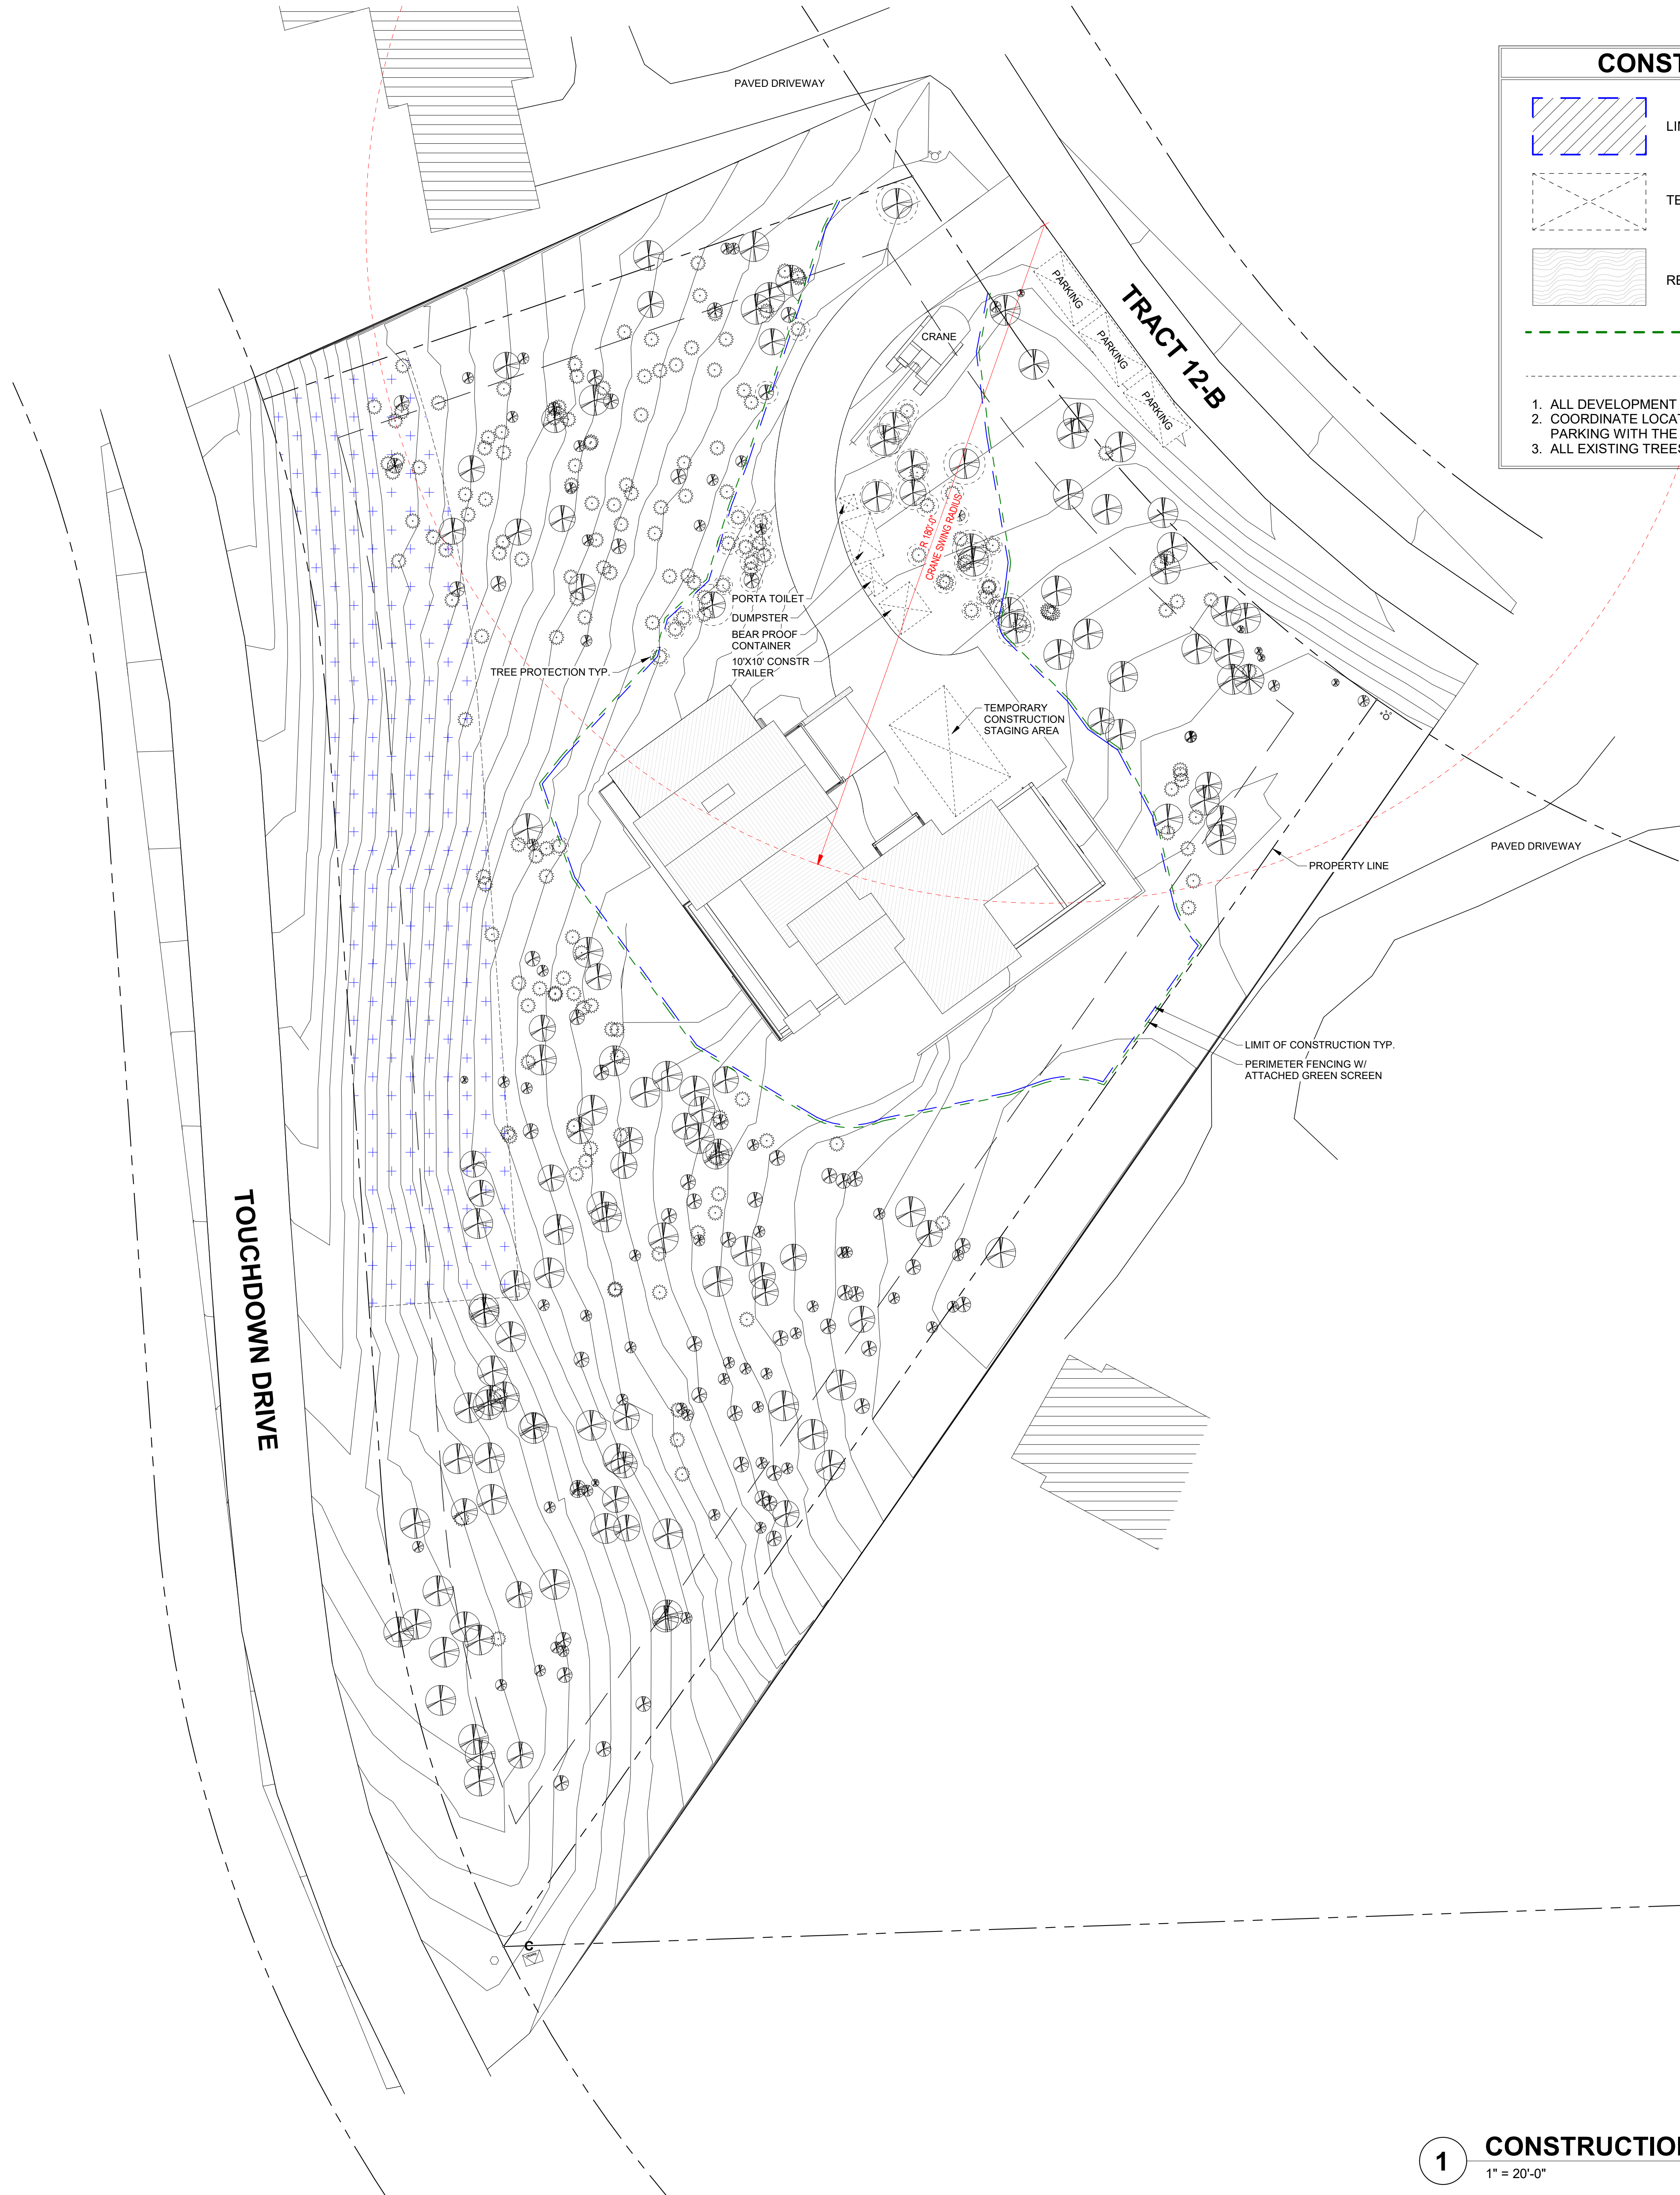 PAVED DRIVEWAY
CONST
LI
TE
RE
1. ALL DEVELOPMENT
2. COORDINATE LOCAT
PARKING WITH THE
3. ALL EXISTING TREES
PARKING
PARKING
PARKING
TRACT 12-B
CRANE
R 180'-0"
CRANE SWING RADIUS
PORTA TOILET
DUMPSTER
BEAR PROOF
CONTAINER
10'X10' CONSTR
TRAILER
TREE PROTECTION TYP.
TEMPORARY
CONSTRUCTION
STAGING AREA
PAVED DRIVEWAY
PROPERTY LINE
LIMIT OF CONSTRUCTION TYP.
PERIMETER FENCING W/
ATTACHED GREEN SCREEN
TOUCHDOWN DRIVE
C
1
CONSTRUCTION
1" = 20'-0"